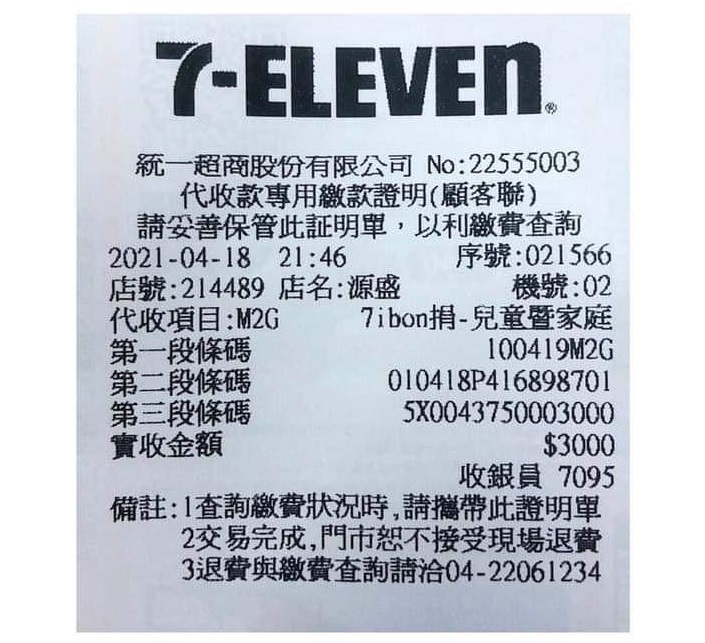 7-ELEVEN®
統一超商股份有限公司 No:22555003
代收款專用繳款證明(顧客聯)
請妥善保管此証明單，以利繳費查詢
2021-04-18 21:46 序號:021566
店號:214489 店名:源盛 機號:02
代收項目:M2G 7ibon捐-兒童暨家庭
第一段條碼 100419M2G
第二段條碼 010418P416898701
第三段條碼 5X0043750003000
實收金額 $3000
收銀員 7095
備註:1查詢繳費狀況時,請攜帶此證明單
2交易完成,門市恕不接受現場退費
3退費與繳費查詢請洽04-22061234